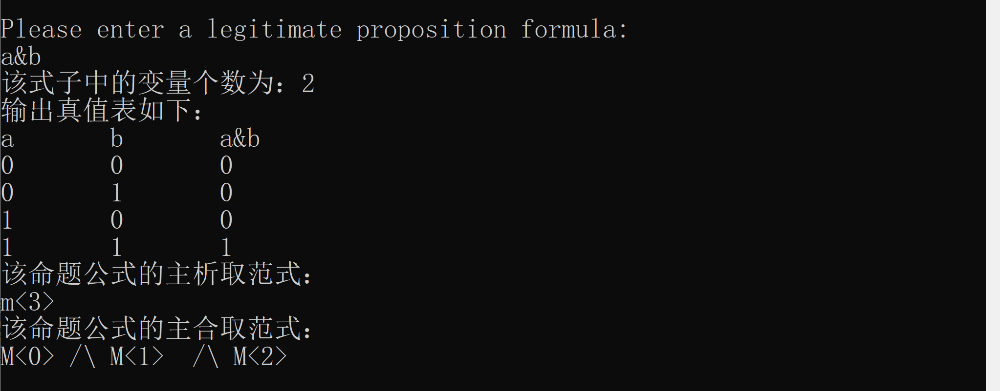 Please enter a legitimate proposition formula:
a&b
该式子中的变量个数为：2
输出真值表如下：
a b a&b
0 0 0
0 1 0
1 0 0
1 1 1
该命题公式的主析取范式：
m<3>
该命题公式的主合取范式：
M<0> /\ M<1>  /\ M<2>